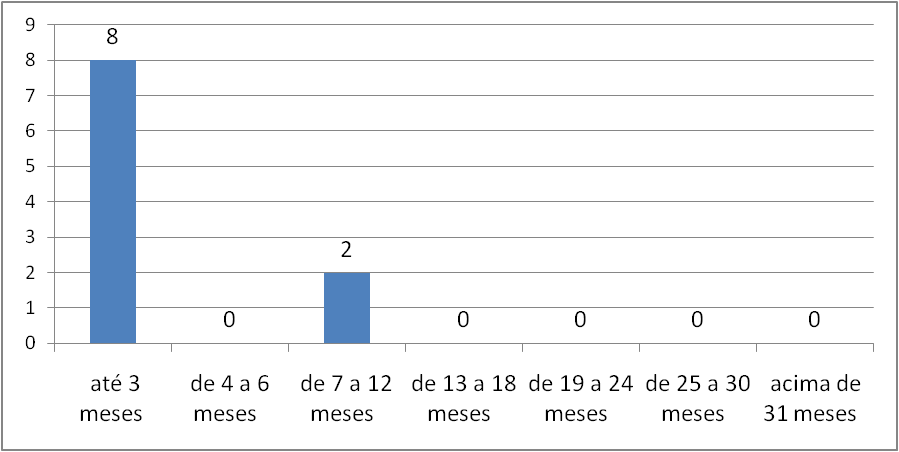 9
8
7
6
5
4
3
2
1
0
8
0
2
0
0
0
0
até 3
meses
de 4 a 6
meses
de 7 a 12
meses
de 13 a 18
meses
de 19 a 24
meses
de 25 a 30
meses
acima de
31 meses